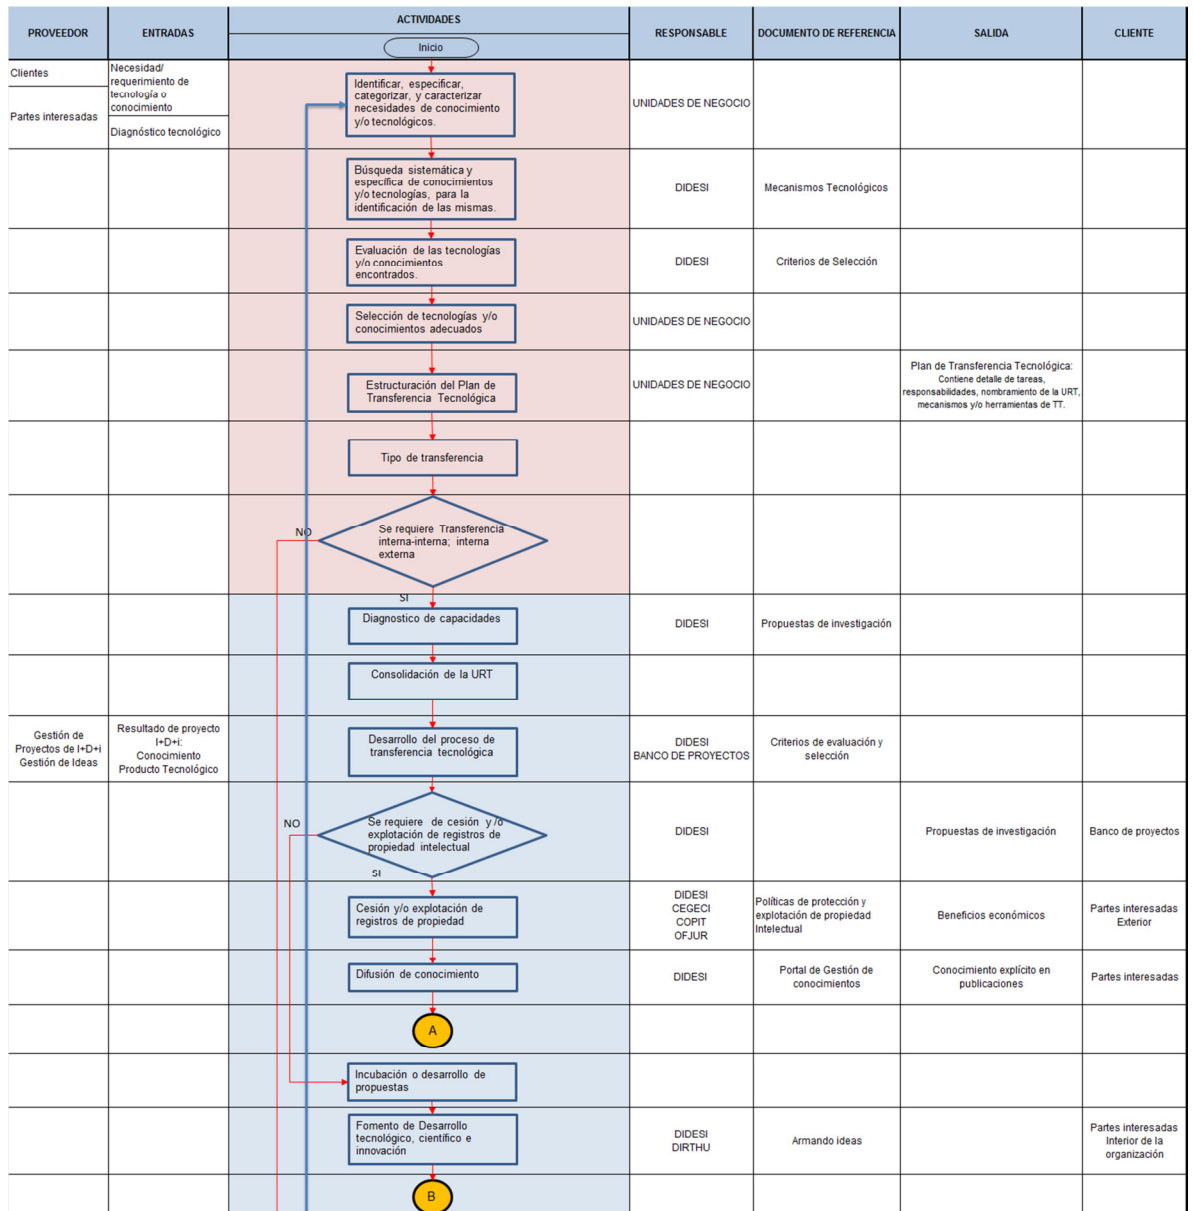 PROVEEDOR
ENTRADAS
ACTIVIDADES
Inicio
RESPONSABLE
DOCUMENTO DE REFERENCIA
SALIDA
CLIENTE
Clientes
Partes interesadas
Necesidad/
requerimiento de
tecnología o
conocimiento
Diagnóstico tecnológico
Identificar, especificar,
categorizar, y caracterizar
necesidades de conocimiento
y/o tecnológicos.
UNIDADES DE NEGOCIO
Búsqueda sistemática y
específica de conocimientos
y/o tecnologías, para la
identificación de las mismas.
DIDESI
Mecanismos Tecnológicos
Evaluación de las tecnologías
y/o conocimientos
encontrados.
DIDESI
Criterios de Selección
Selección de tecnologías y/o
conocimientos adecuados
UNIDADES DE NEGOCIO
Estructuración del Plan de
Transferencia Tecnológica
UNIDADES DE NEGOCIO
Plan de Transferencia Tecnológica:
Contiene detalle de tareas,
responsabilidades, nombramiento de la URT,
mecanismos y/o herramientas de TT.
Tipo de transferencia
NO
Se requiere Transferencia
interna-interna; interna
externa
SI
Diagnostico de capacidades
DIDESI
Propuestas de investigación
Consolidación de la URT
Gestión de
Proyectos de I+D+i
Gestión de Ideas
Resultado de proyecto
I+D+i:
Conocimiento
Producto Tecnológico
Desarrollo del proceso de
transferencia tecnológica
DIDESI
BANCO DE PROYECTOS
Criterios de evaluación y
selección
NO
Se requiere de cesión y /o
explotación de registros de
propiedad intelectual
SI
DIDESI
Propuestas de investigación
Banco de proyectos
Cesión y/o explotación de
registros de propiedad
DIDESI
CEGECI
COPIT
OFJUR
Políticas de protección y
explotación de propiedad
Intelectual
Beneficios económicos
Partes interesadas
Exterior
Difusión de conocimiento
DIDESI
Portal de Gestión de
conocimientos
Conocimiento explícito en
publicaciones
Partes interesadas
A
Incubación o desarrollo de
propuestas
Fomento de Desarrollo
tecnológico, científico e
innovación
DIDESI
DIRTHU
Armando ideas
Partes interesadas
Interior de la
organización
B